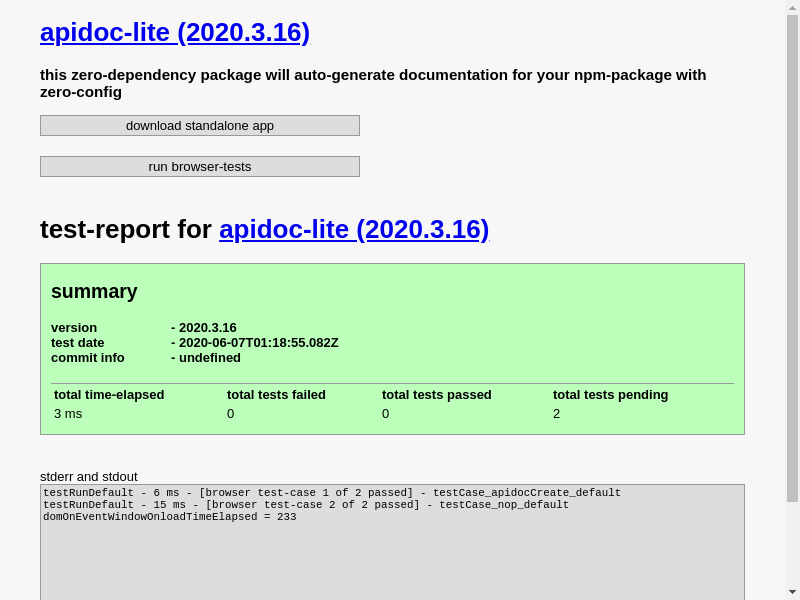 apidoc-lite (2020.3.16)
this zero-dependency package will auto-generate documentation for your npm-package with
zero-config
download standalone app
run browser-tests
test-report for apidoc-lite (2020.3.16)
summary
version - 2020.3.16
test date - 2020-06-07T01:18:55.082Z
commit info - undefined
total time-elapsed total tests failed total tests passed total tests pending
3 ms 0 0 2
stderr and stdout
testRunDefault - 6 ms - [browser test-case 1 of 2 passed] - testCase_apidocCreate_default
testRunDefault - 15 ms - [browser test-case 2 of 2 passed] - testCase_nop_default
domOnEventWindowOnloadTimeElapsed = 233